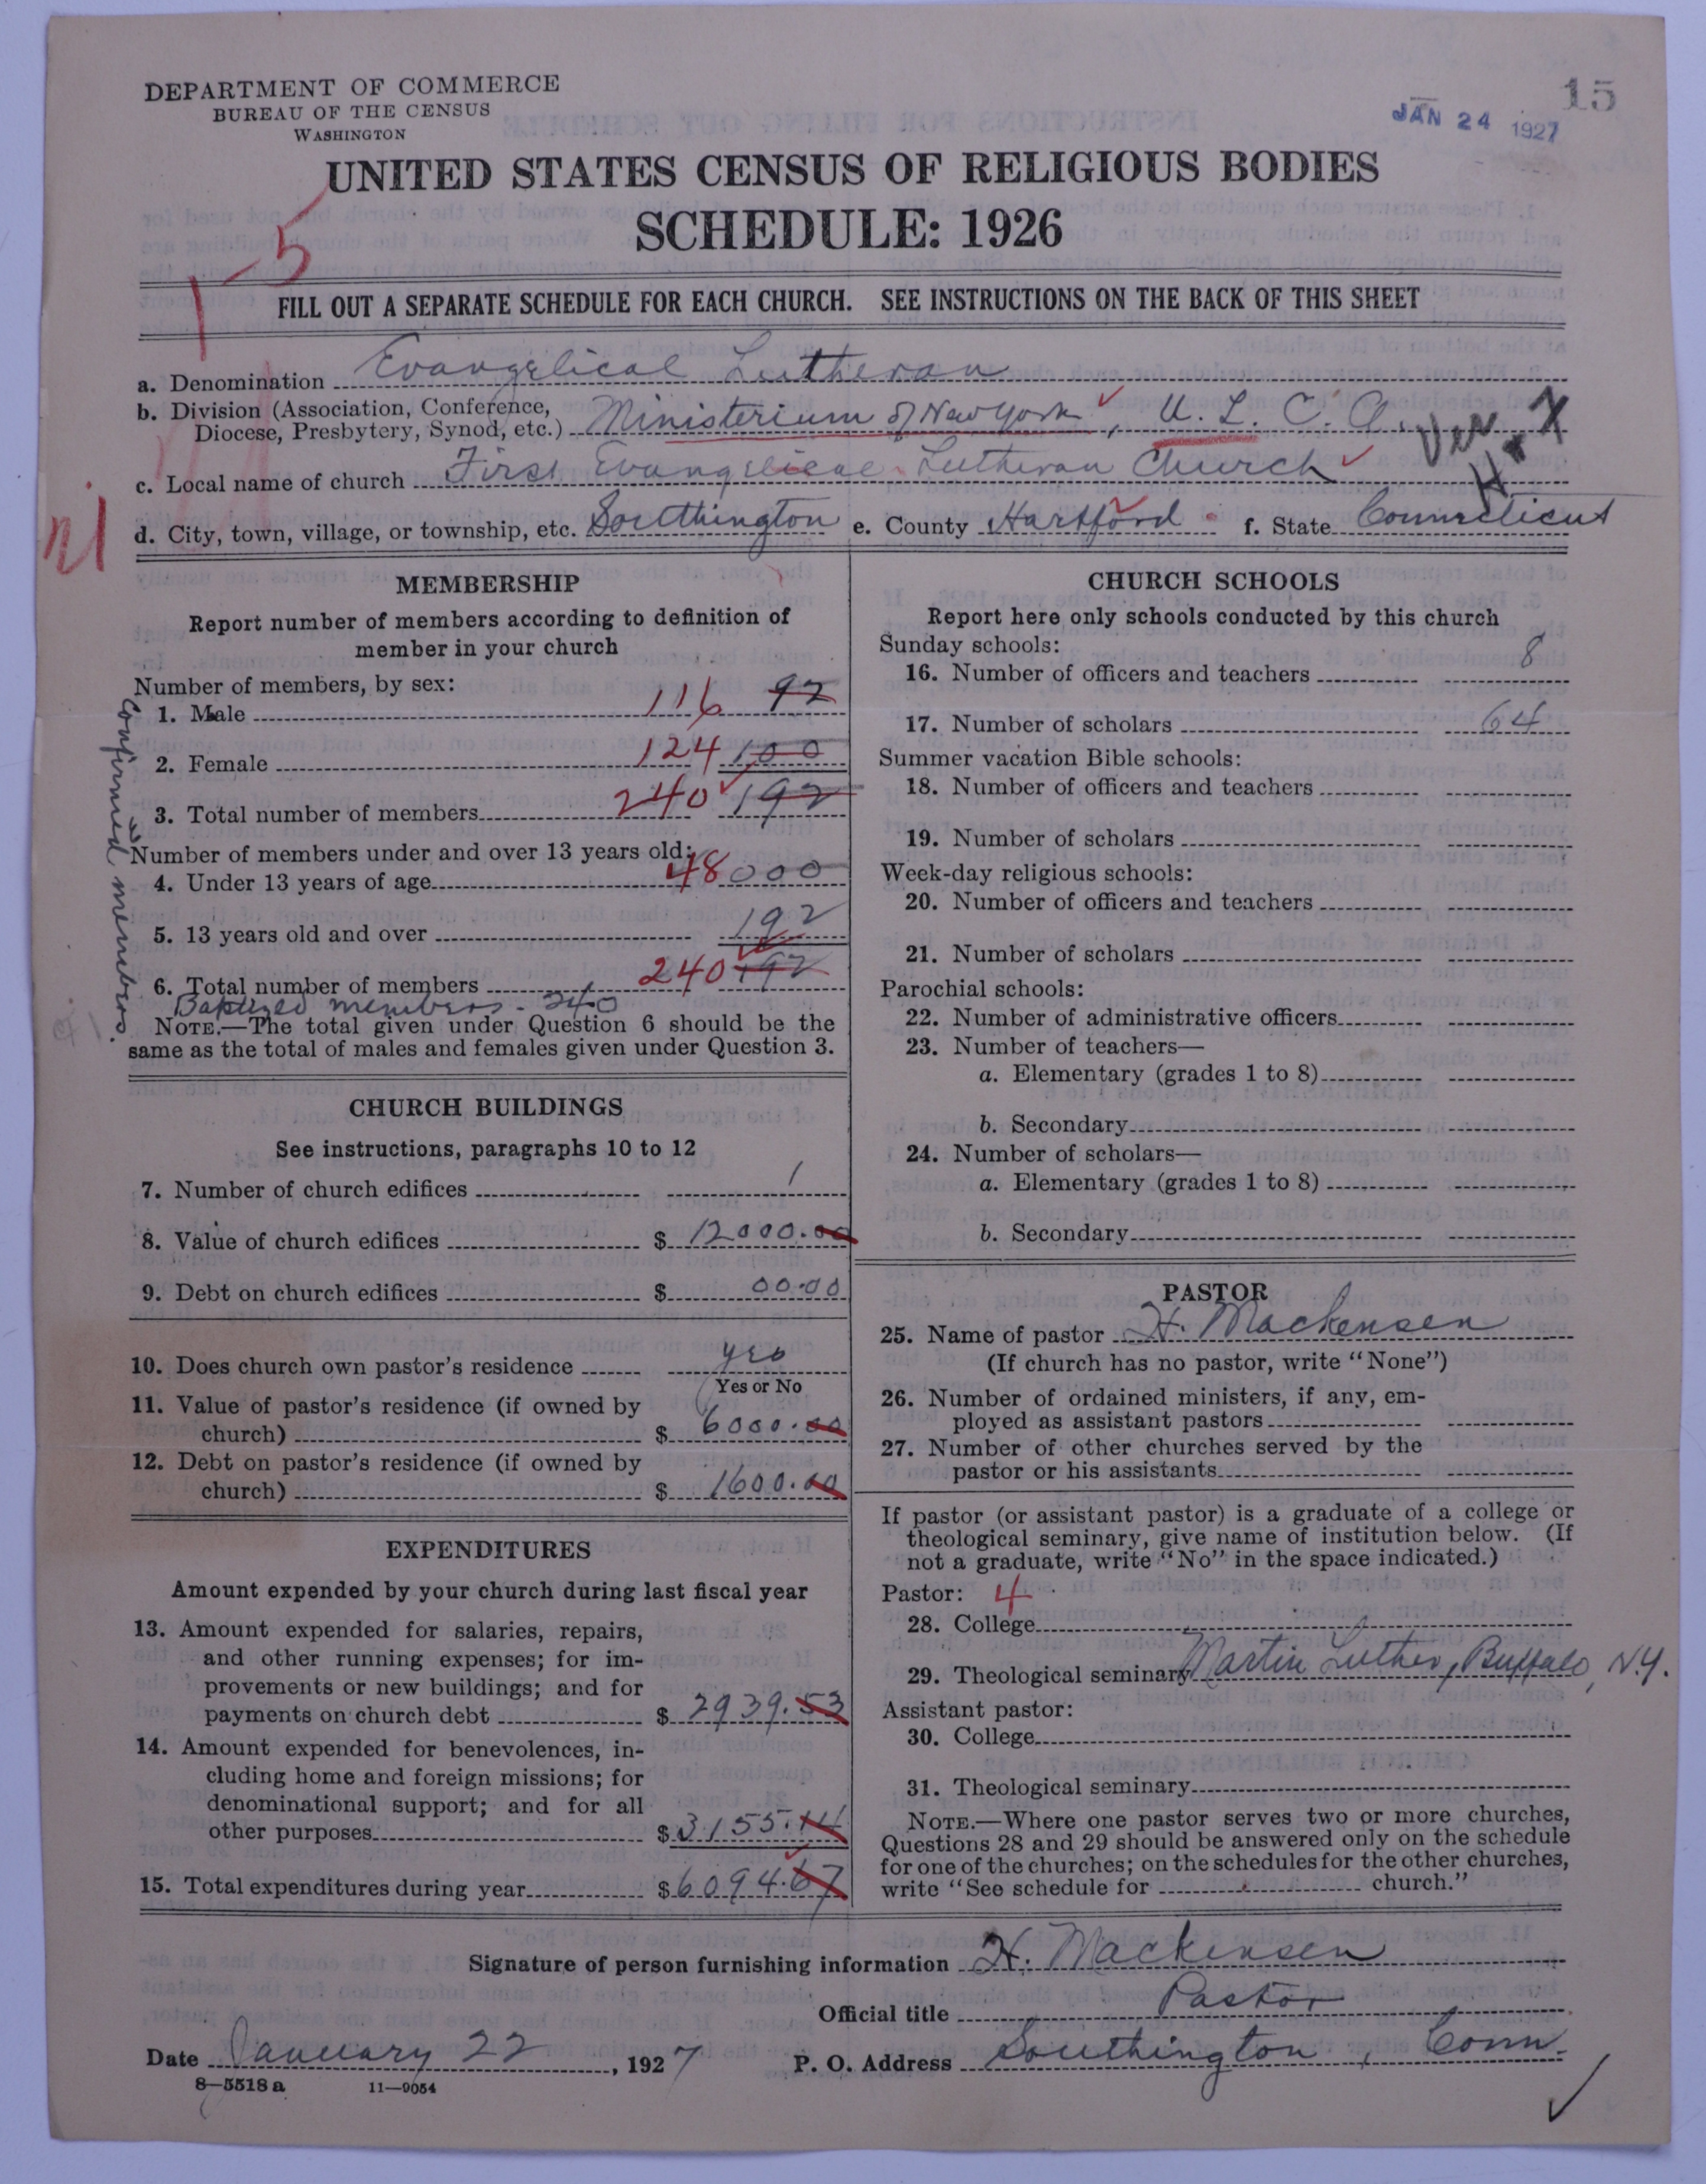 DEPARTMENT OF COMMERCE
BUREAU OF THE CENSUS
WASHINGTON
15
JAN 24 1927
UNITED STATES CENSUS OF RELIGIOUS BODIES
SCHEDULE: 1926
1-5
FILL OUT A SEPARATE SCHEDULE FOR EACH CHURCH. SEE INSTRUCTIONS ON THE BACK OF THIS SHEET
a. Denomination Evangelical Lutheran
b. Division (Association, Conference,
Diocese, Presbytery, Synod, etc.) Ministerium of New York, U. L. C. A.
Ver
c. Local name of church First Evangelical Lutheran Church
d. City, town, village, or township, etc. Southington e. County Hartford f. State Connecticut
MEMBERSHIP
Report number of members according to definition of
member in your church
Number of members, by sex:
1. Male 116 92
2. Female 124 100
3. Total number of members 240 192
Number of members under and over 13 years old:
4. Under 13 years of age 48 000
5. 13 years old and over 192
6. Total number of members 240 192
Baptized members - 240
Confirmed members.
NOTE.—The total given under Question 6 should be the
same as the total of males and females given under Question 3.
CHURCH BUILDINGS
See instructions, paragraphs 10 to 12
7. Number of church edifices 1
8. Value of church edifices $ 12000.00
9. Debt on church edifices $ 00.00
10. Does church own pastor's residence yes
Yes or No
11. Value of pastor's residence (if owned by
church) $ 6000.00
12. Debt on pastor's residence (if owned by
church) $ 1600.00
EXPENDITURES
Amount expended by your church during last fiscal year
13. Amount expended for salaries, repairs,
and other running expenses; for im-
provements or new buildings; and for
payments on church debt $ 2939.53
14. Amount expended for benevolences, in-
cluding home and foreign missions; for
denominational support; and for all
other purposes $ 3155.14
15. Total expenditures during year $ 6094.67
CHURCH SCHOOLS
Report here only schools conducted by this church
Sunday schools:
16. Number of officers and teachers 8
17. Number of scholars 64
Summer vacation Bible schools:
18. Number of officers and teachers
19. Number of scholars
Week-day religious schools:
20. Number of officers and teachers
21. Number of scholars
Parochial schools:
22. Number of administrative officers
23. Number of teachers—
a. Elementary (grades 1 to 8)
b. Secondary
24. Number of scholars—
a. Elementary (grades 1 to 8)
b. Secondary
PASTOR
25. Name of pastor H. Mackensen
(If church has no pastor, write "None")
26. Number of ordained ministers, if any, em-
ployed as assistant pastors
27. Number of other churches served by the
pastor or his assistants
If pastor (or assistant pastor) is a graduate of a college or
theological seminary, give name of institution below. (If
not a graduate, write "No" in the space indicated.)
Pastor: 4
28. College
29. Theological seminary Martin Luther, Buffalo, N.Y.
Assistant pastor:
30. College
31. Theological seminary
NOTE.—Where one pastor serves two or more churches,
Questions 28 and 29 should be answered only on the schedule
for one of the churches; on the schedules for the other churches,
write "See schedule for church."
Signature of person furnishing information H. Mackensen
Official title Pastor
Date January 22, 1927 P. O. Address Southington, Conn.
8-5518 a 11-9054